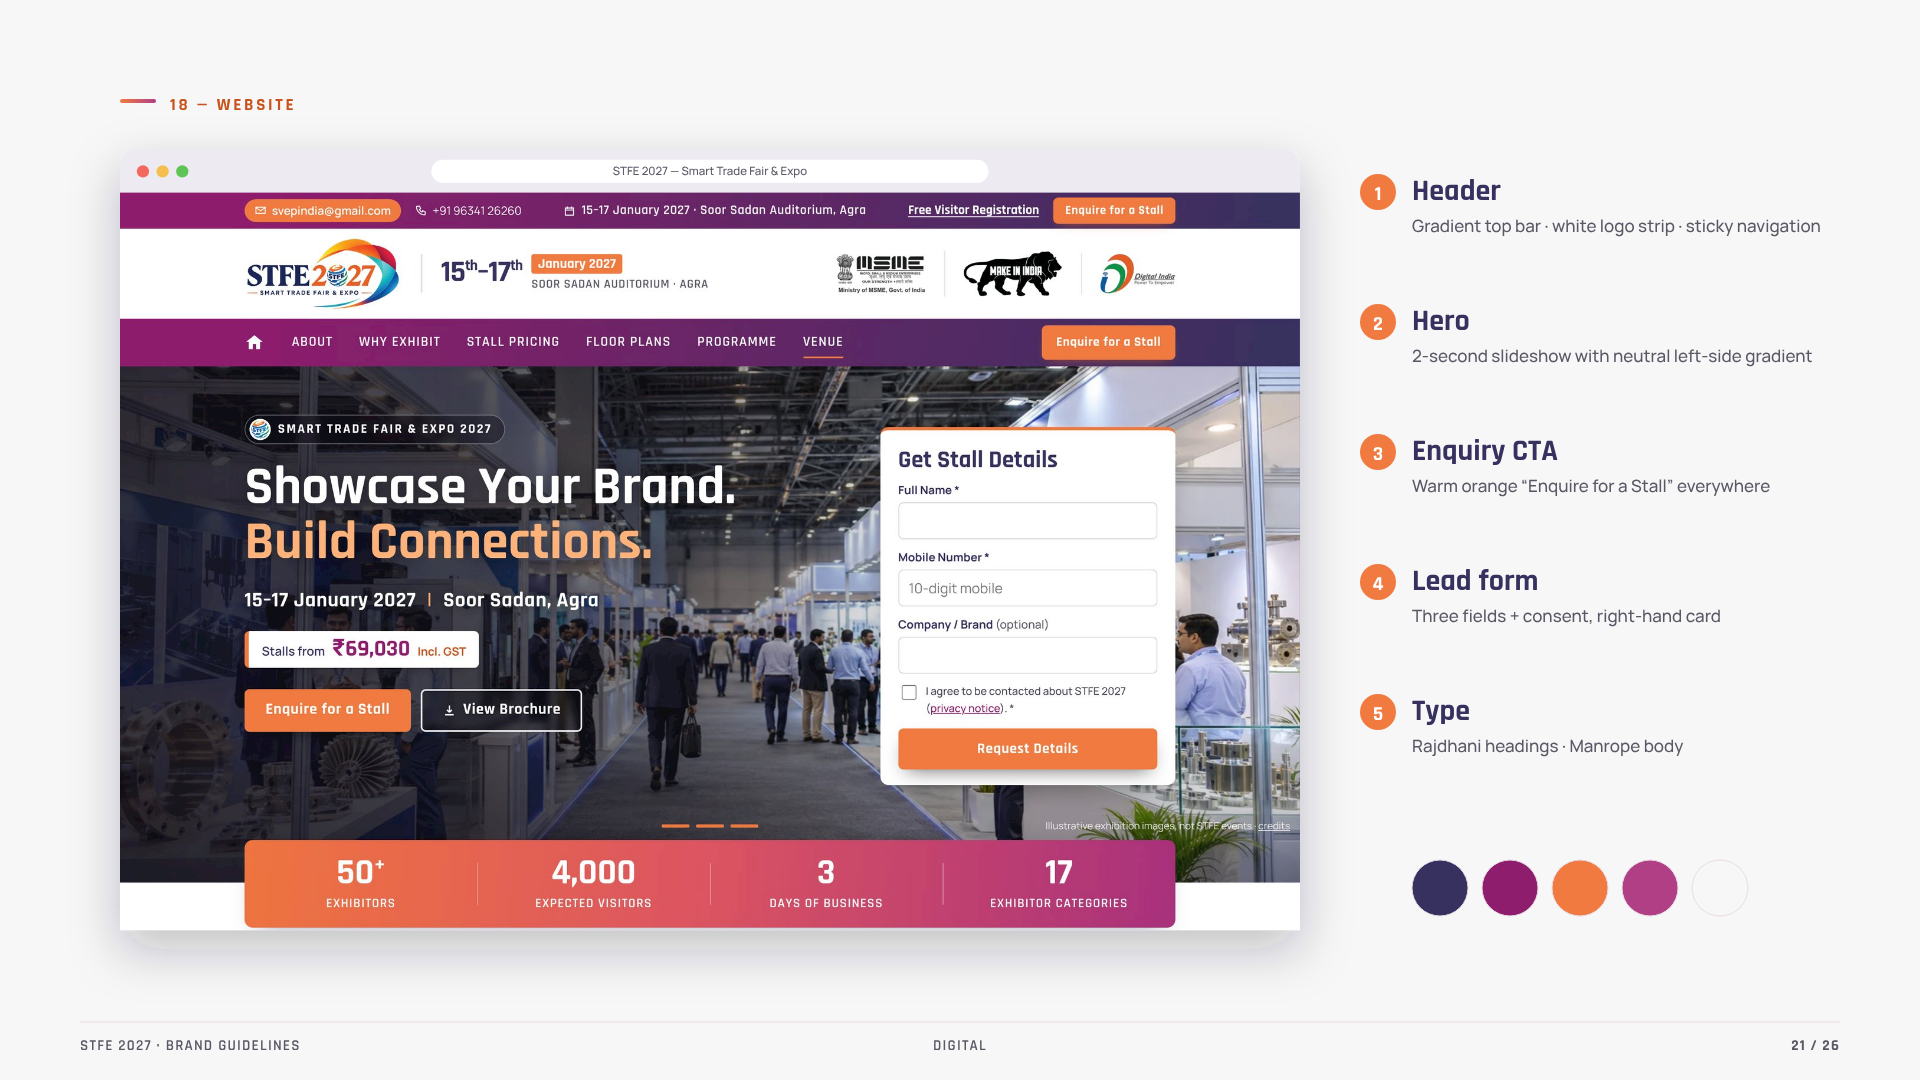 18 — WEBSITE
STFE 2027 — Smart Trade Fair & Expo
svepindia@gmail.com
+91 96341 26260
15–17 January 2027 · Soor Sadan Auditorium, Agra
Free Visitor Registration
Enquire for a Stall
STFE 2027
SMART TRADE FAIR & EXPO
15th–17th
January 2027
SOOR SADAN AUDITORIUM · AGRA
MSME
Ministry of MSME, Govt. of India
MAKE IN INDIA
Digital India
Power To Empower
ABOUT
WHY EXHIBIT
STALL PRICING
FLOOR PLANS
PROGRAMME
VENUE
Enquire for a Stall
SMART TRADE FAIR & EXPO 2027
Showcase Your Brand.
Build Connections.
15–17 January 2027 | Soor Sadan, Agra
Stalls from ₹69,030 Incl. GST
Enquire for a Stall
View Brochure
Get Stall Details
Full Name *
Mobile Number *
10-digit mobile
Company / Brand (optional)
I agree to be contacted about STFE 2027
(privacy notice). *
Request Details
Illustrative exhibition images, not STFE events · credits
50+
EXHIBITORS
4,000
EXPECTED VISITORS
3
DAYS OF BUSINESS
17
EXHIBITOR CATEGORIES
1
Header
Gradient top bar · white logo strip · sticky navigation
2
Hero
2-second slideshow with neutral left-side gradient
3
Enquiry CTA
Warm orange “Enquire for a Stall” everywhere
4
Lead form
Three fields + consent, right-hand card
5
Type
Rajdhani headings · Manrope body
STFE 2027 · BRAND GUIDELINES
DIGITAL
21 / 26